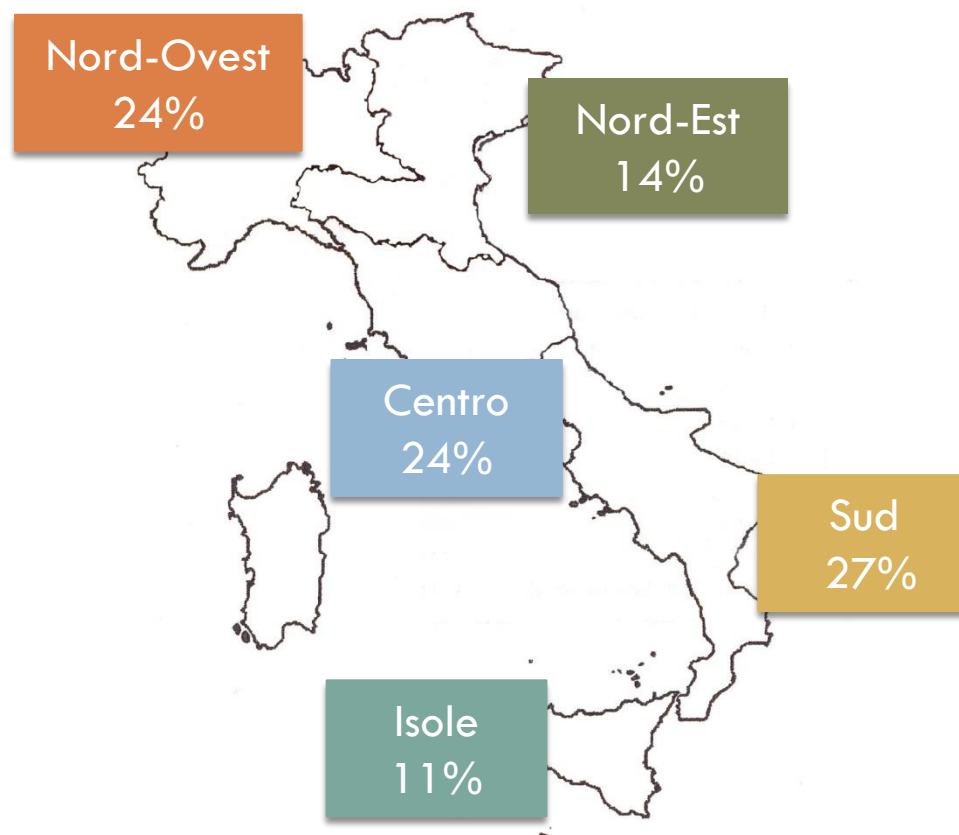 Nord-Ovest
24%
Nord-Est
14%
Centro
24%
Sud
27%
Isole
11%